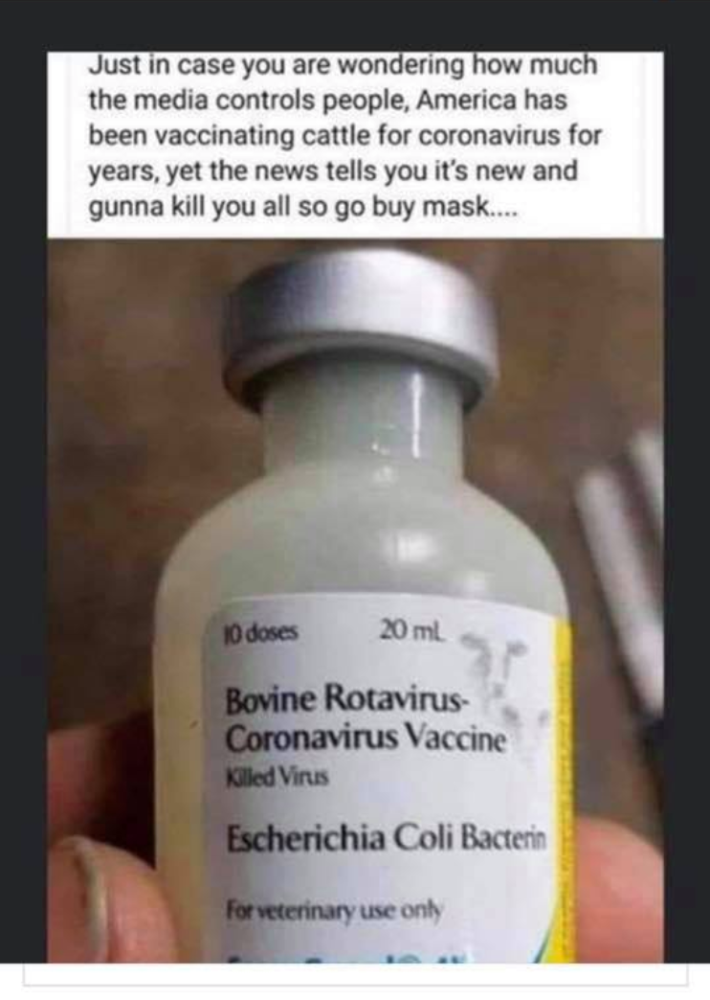 Just in case you are wondering how much
the media controls people, America has
been vaccinating cattle for coronavirus for
years, yet the news tells you it's new and
gunna kill you all so go buy mask....
10 doses 20 mL
Bovine Rotavirus-
Coronavirus Vaccine
Killed Virus
Escherichia Coli Bacterin
For veterinary use only